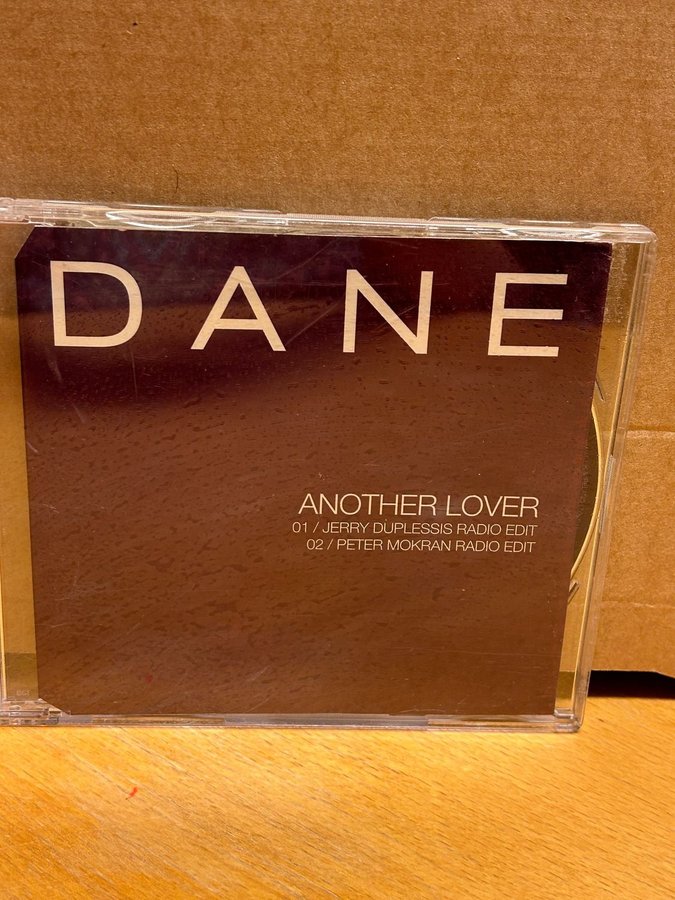 DANE
ANOTHER LOVER
01 / JERRY DUPLESSIS RADIO EDIT
02 / PETER MOKRAN RADIO EDIT